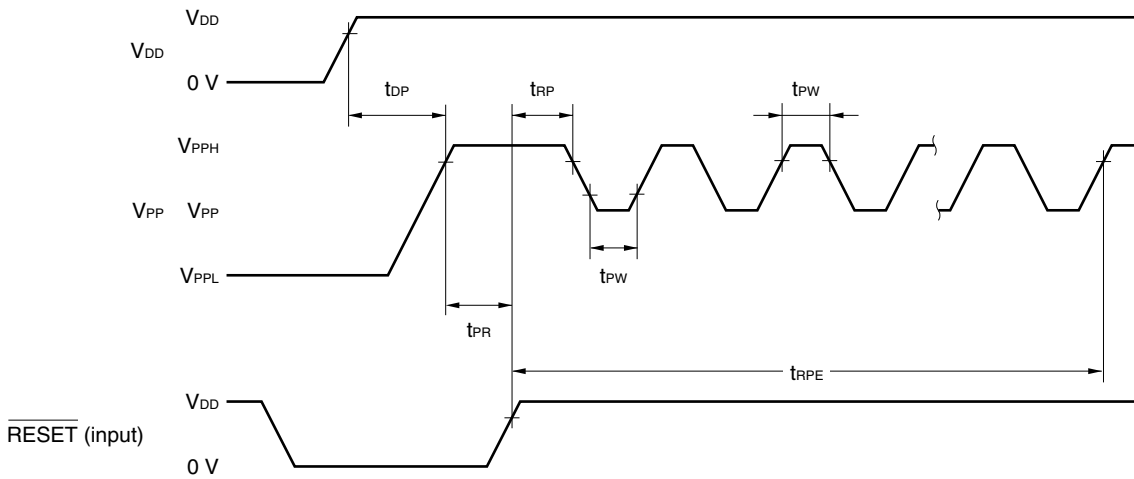 VDD
VDD
0 V
tDP
tRP
tPW
VPPH
VPP VPP
VPPL
tPW
tPR
tRPE
VDD
RESET (input)
0 V